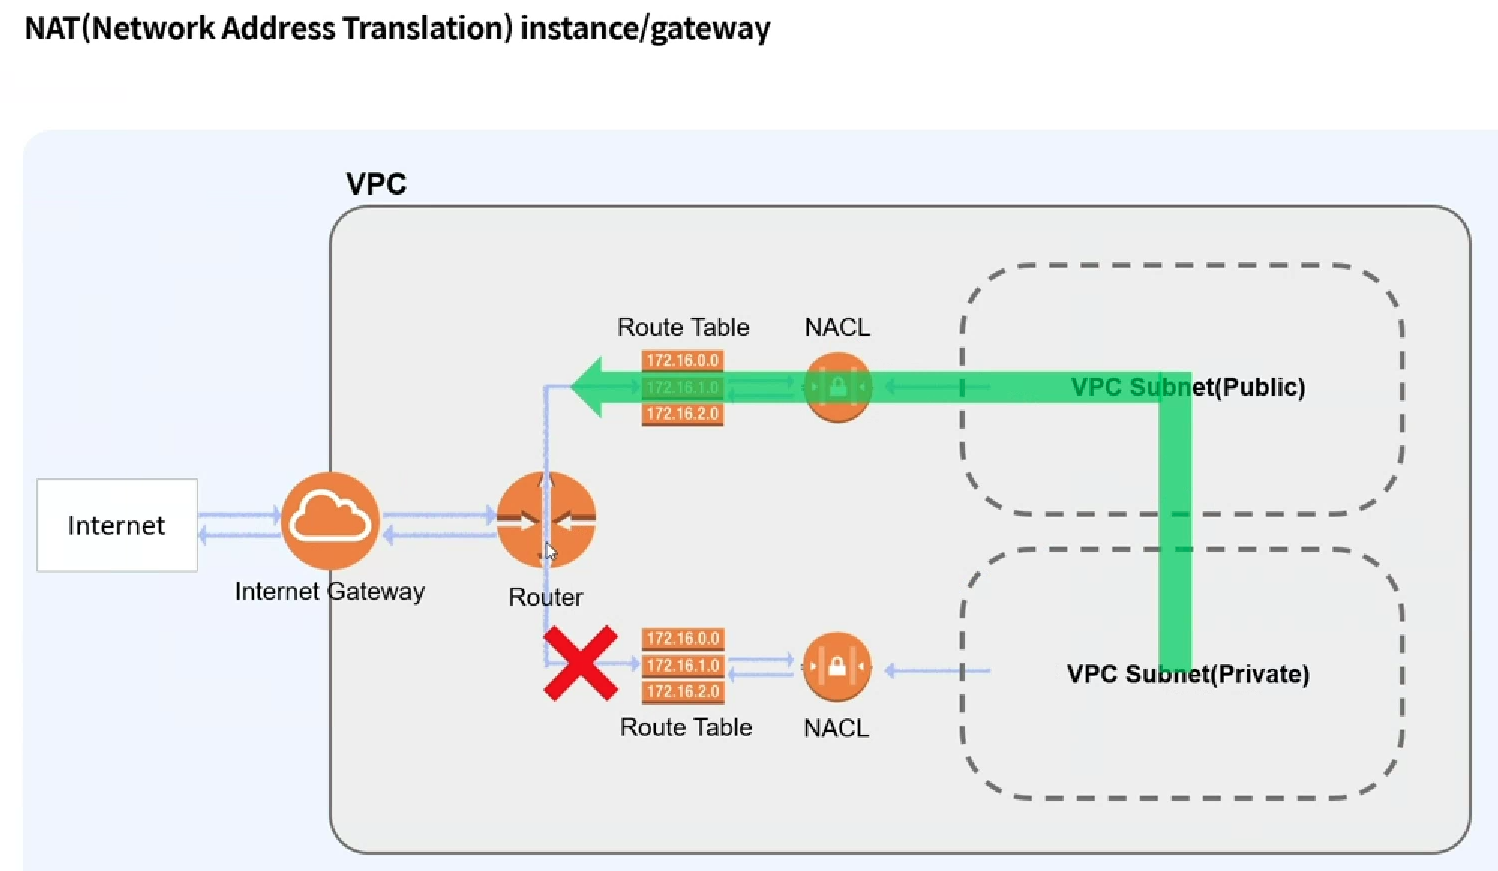 NAT(Network Address Translation) instance/gateway
VPC
Route Table
NACL
172.16.0.0
172.16.1.0
172.16.2.0
VPC Subnet(Public)
Internet
Internet Gateway
Router
172.16.0.0
172.16.1.0
172.16.2.0
Route Table
NACL
VPC Subnet(Private)